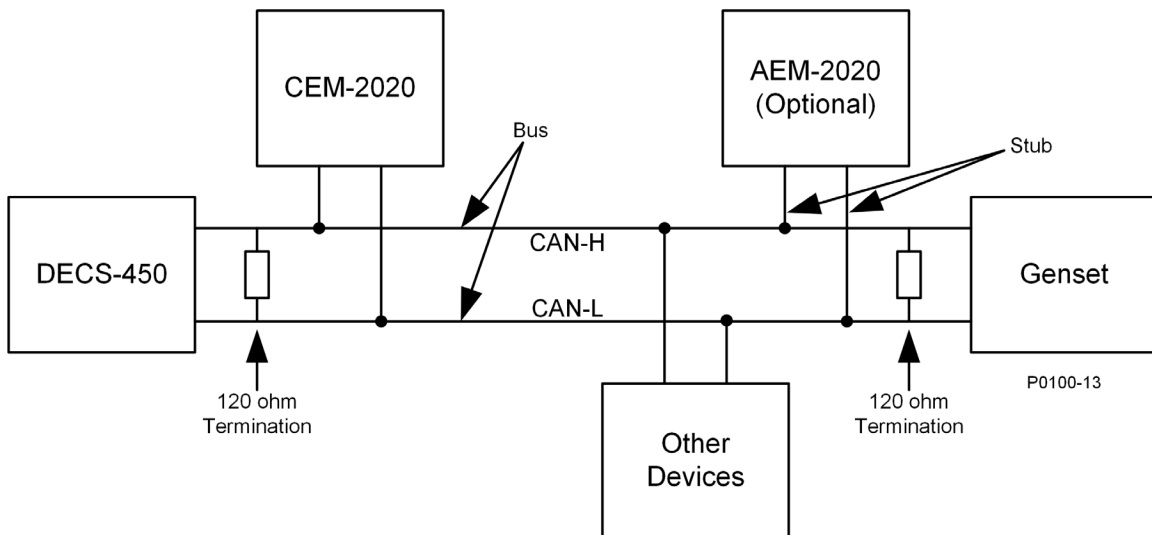 CEM-2020
AEM-2020
(Optional)
Bus
Stub
DECS-450
CAN-H
Genset
CAN-L
P0100-13
120 ohm
Termination
120 ohm
Termination
Other
Devices